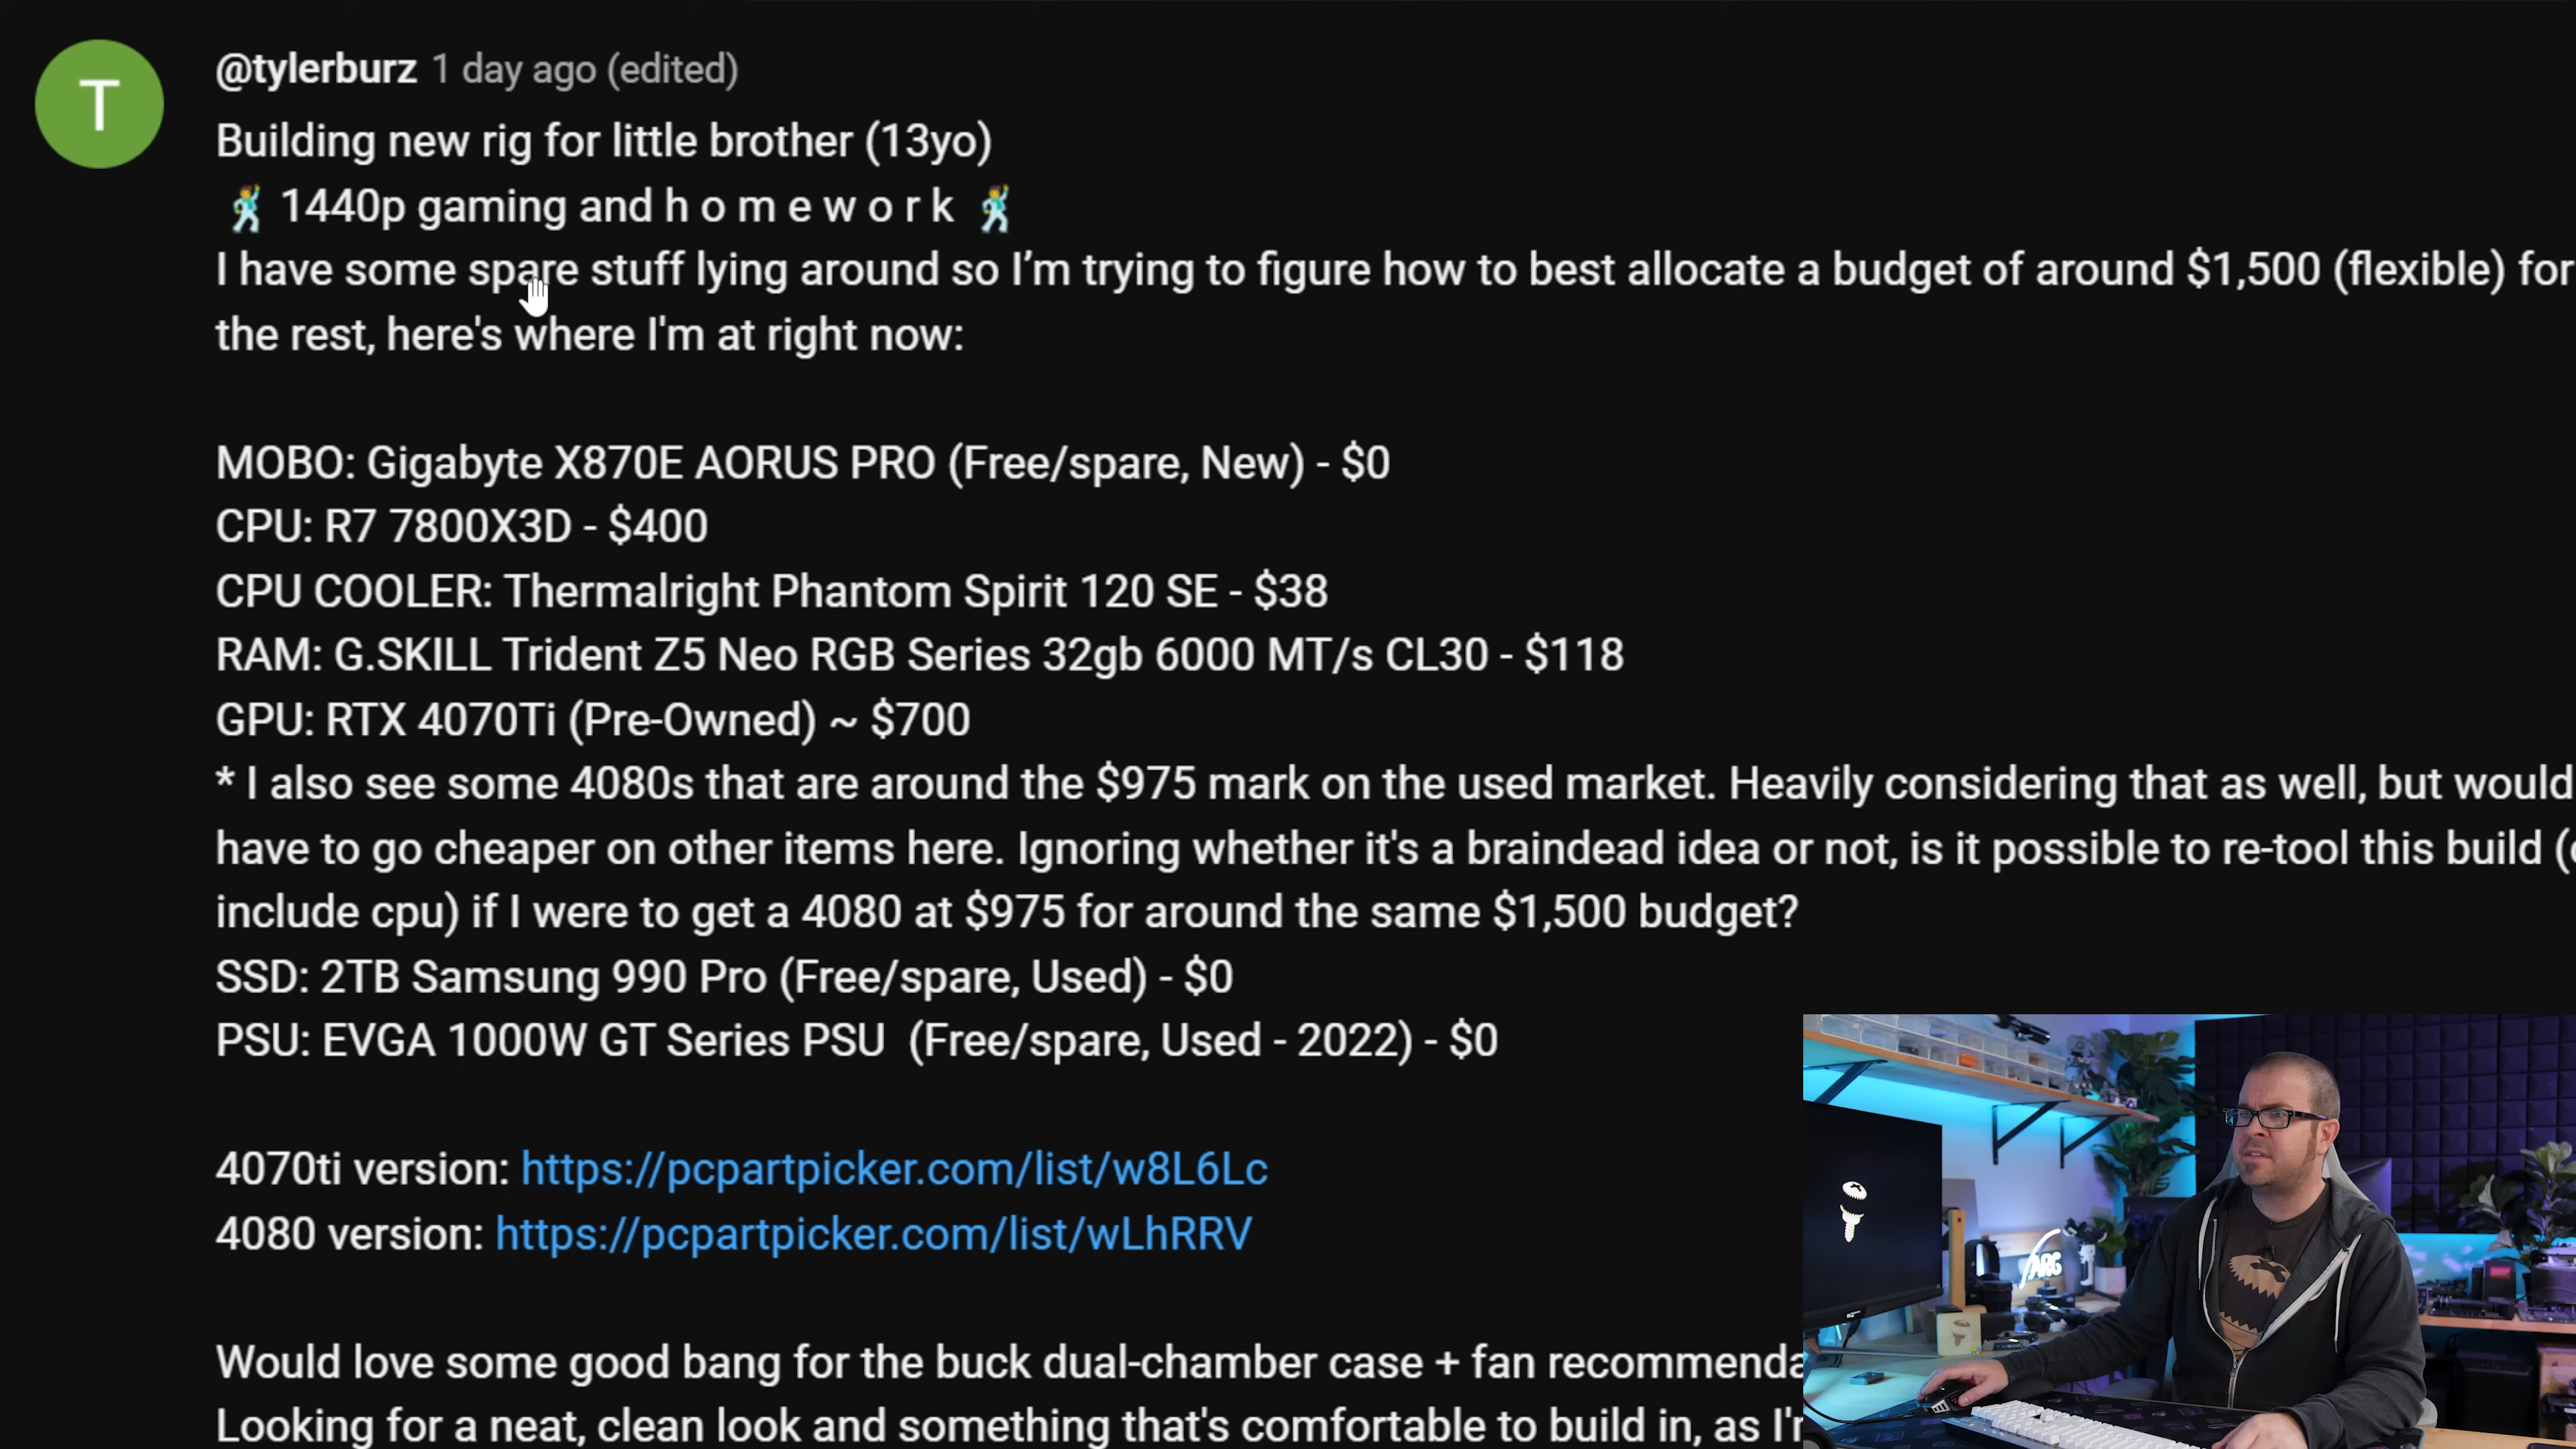 T
@tylerburz 1 day ago (edited)
Building new rig for little brother (13yo)
🕺 1440p gaming and h o m e w o r k 🕺
I have some spare stuff lying around so I’m trying to figure how to best allocate a budget of around $1,500 (flexible) for
the rest, here's where I'm at right now:
MOBO: Gigabyte X870E AORUS PRO (Free/spare, New) - $0
CPU: R7 7800X3D - $400
CPU COOLER: Thermalright Phantom Spirit 120 SE - $38
RAM: G.SKILL Trident Z5 Neo RGB Series 32gb 6000 MT/s CL30 - $118
GPU: RTX 4070Ti (Pre-Owned) ~ $700
* I also see some 4080s that are around the $975 mark on the used market. Heavily considering that as well, but would
have to go cheaper on other items here. Ignoring whether it's a braindead idea or not, is it possible to re-tool this build (
include cpu) if I were to get a 4080 at $975 for around the same $1,500 budget?
SSD: 2TB Samsung 990 Pro (Free/spare, Used) - $0
PSU: EVGA 1000W GT Series PSU (Free/spare, Used - 2022) - $0
4070ti version: https://pcpartpicker.com/list/w8L6Lc
4080 version: https://pcpartpicker.com/list/wLhRRV
Would love some good bang for the buck dual-chamber case + fan
Looking for a neat, clean look and something that's comfortable to build in, as
ARC